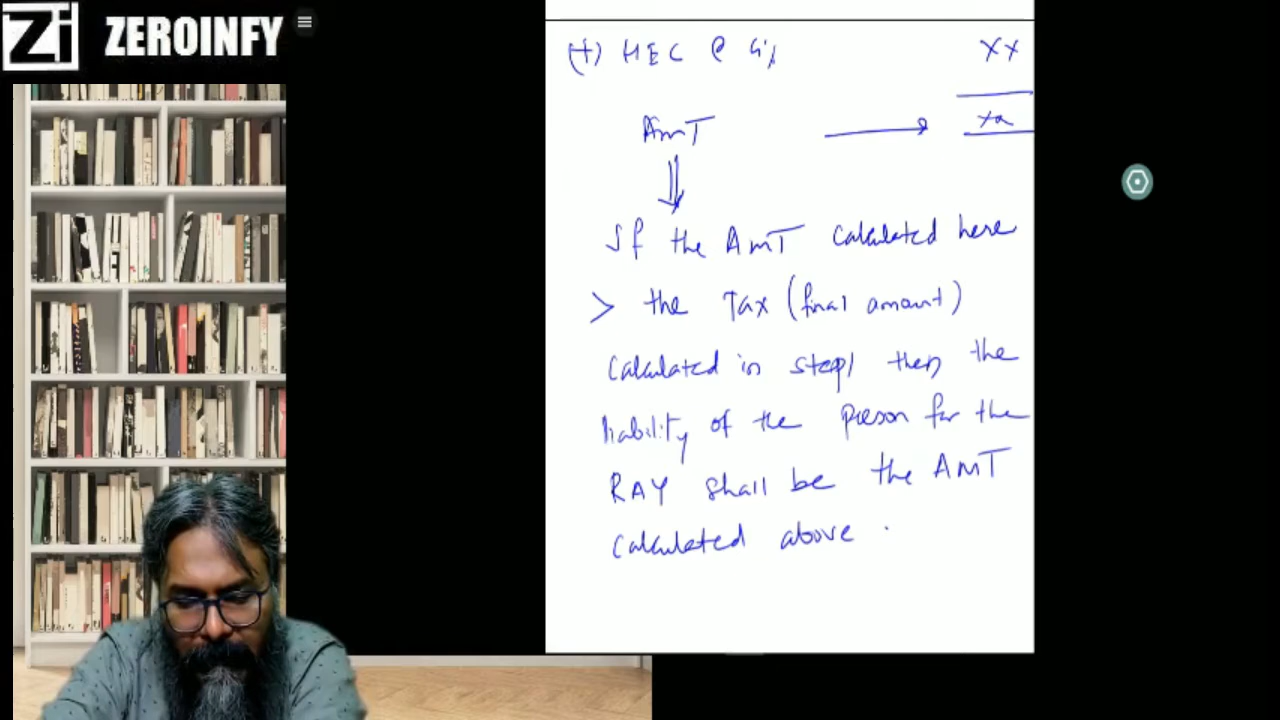 Zi ZEROINFY
(+) HEC @ 4% XX
AMT → XX
If the AMT calculated here
> the Tax (final amount)
calculated in step 1 then the
liability of the person for the
RAY shall be the AMT
calculated above.